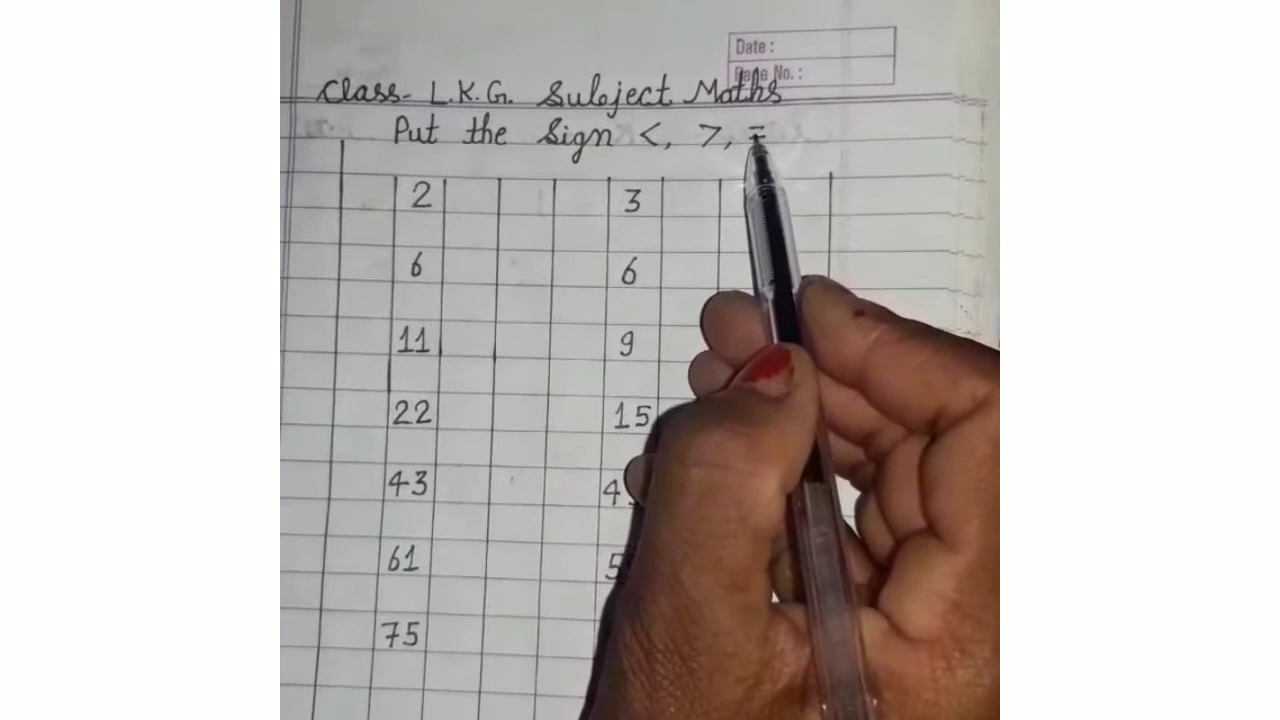 Date :
Page No. :
Class- L.K.G. Subject Maths
Put the Sign <, >, =
2 3
6 6
11 9
22 15
43
61
75